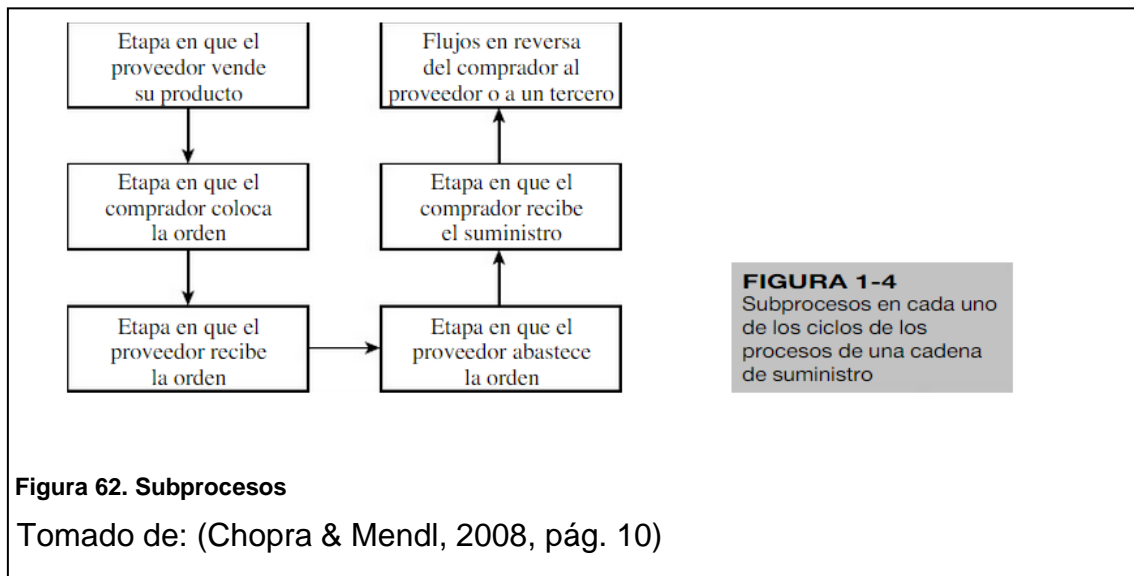 Etapa en que el
proveedor vende
su producto
Etapa en que el
comprador coloca
la orden
Etapa en que el
proveedor recibe
la orden
Etapa en que el
proveedor abastece
la orden
Etapa en que el
comprador recibe
el suministro
Flujos en reversa
del comprador al
proveedor o a un tercero
FIGURA 1-4
Subprocesos en cada uno
de los ciclos de los
procesos de una cadena
de suministro
Figura 62. Subprocesos
Tomado de: (Chopra & Mendl, 2008, pág. 10)